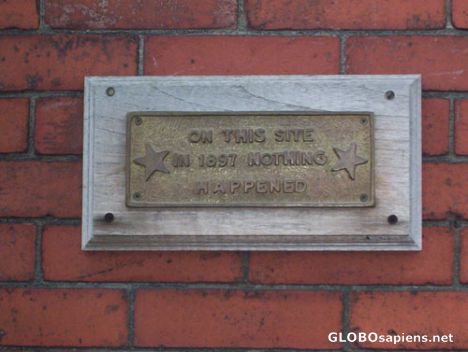 ON THIS SITE
IN 1897 NOTHING
HAPPENED
GLOBOsapiens.net